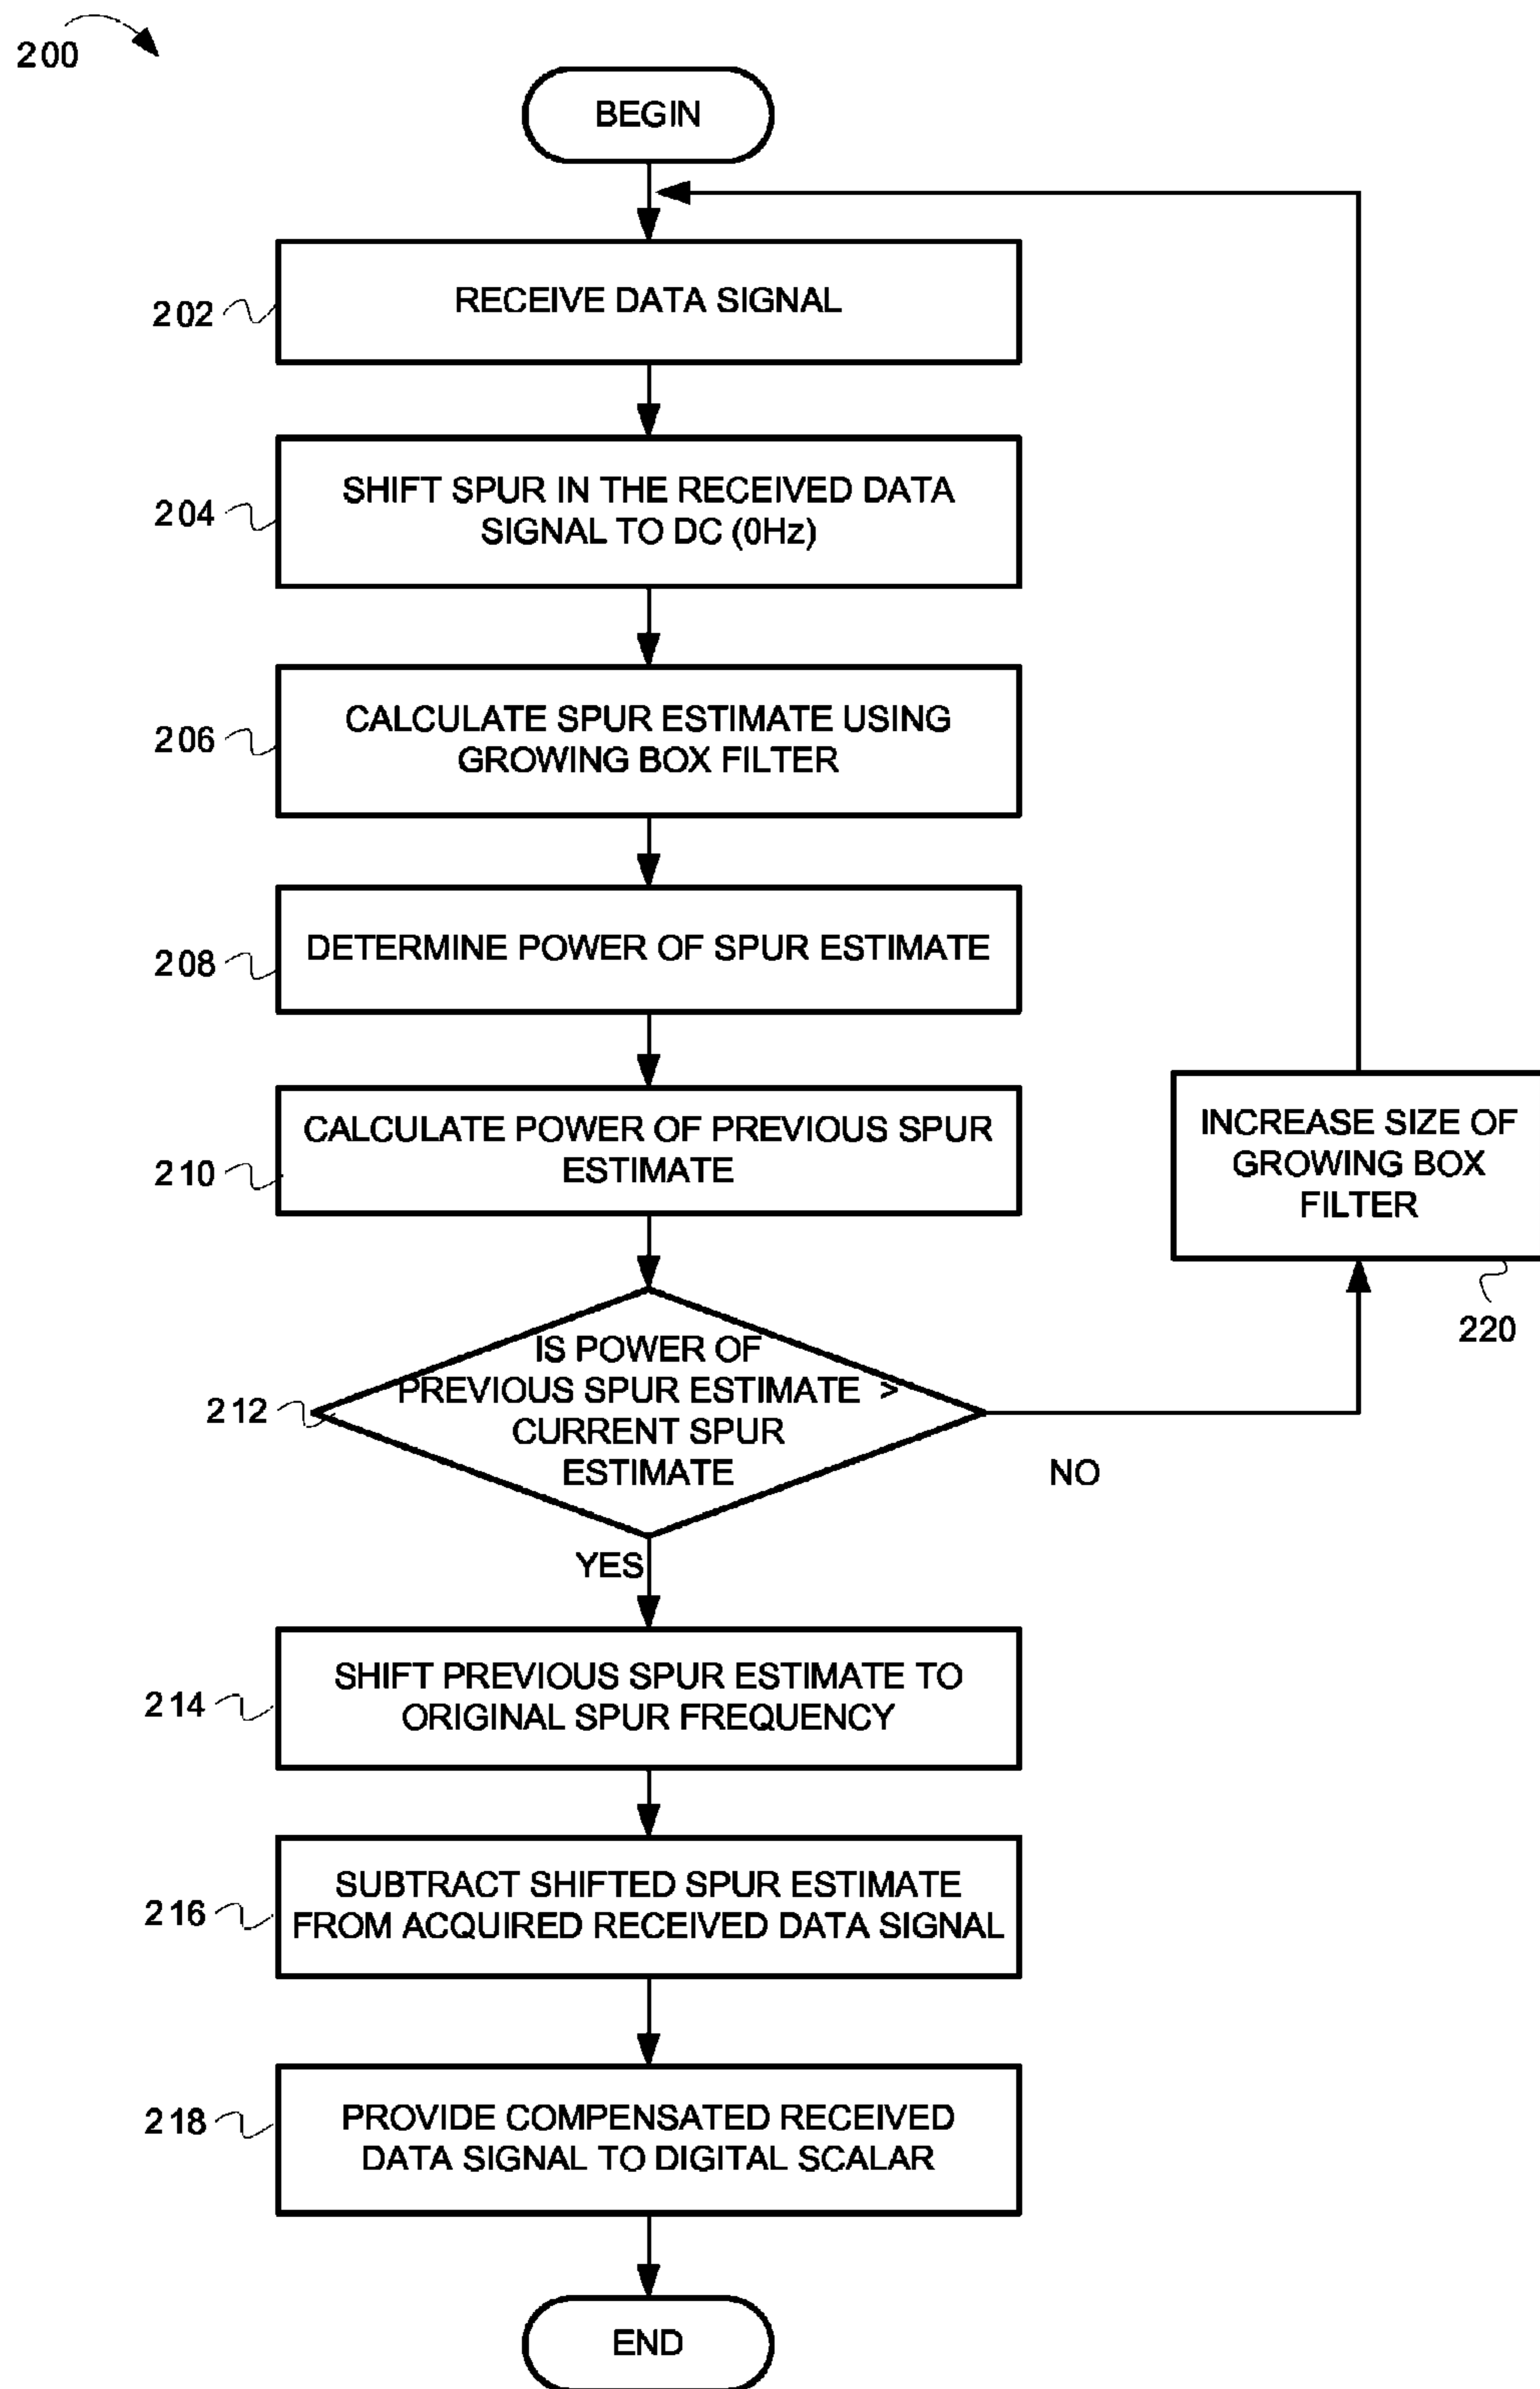 200
BEGIN
202
RECEIVE DATA SIGNAL
204
SHIFT SPUR IN THE RECEIVED DATA
SIGNAL TO DC (0Hz)
206
CALCULATE SPUR ESTIMATE USING
GROWING BOX FILTER
208
DETERMINE POWER OF SPUR ESTIMATE
210
CALCULATE POWER OF PREVIOUS SPUR
ESTIMATE
INCREASE SIZE OF
GROWING BOX
FILTER
220
212
IS POWER OF
PREVIOUS SPUR ESTIMATE >
CURRENT SPUR
ESTIMATE
NO
YES
214
SHIFT PREVIOUS SPUR ESTIMATE TO
ORIGINAL SPUR FREQUENCY
216
SUBTRACT SHIFTED SPUR ESTIMATE
FROM ACQUIRED RECEIVED DATA SIGNAL
218
PROVIDE COMPENSATED RECEIVED
DATA SIGNAL TO DIGITAL SCALAR
END